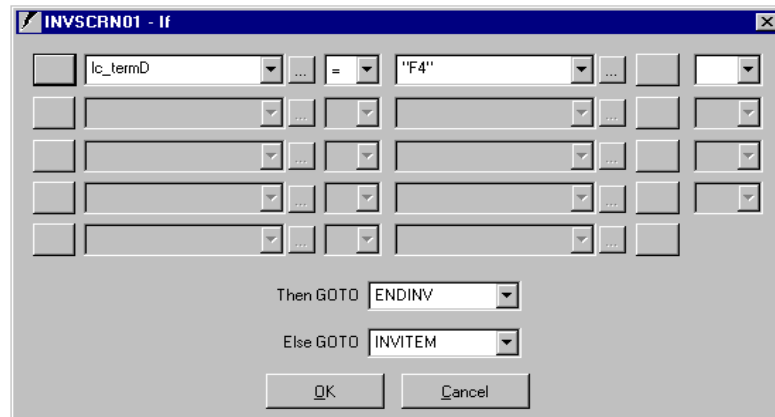 INVSCRN01 - If
lc_termD ... = "F4" ...
... ...
... ...
... ...
... ...
Then GOTO ENDINV
Else GOTO INVITEM
OK Cancel